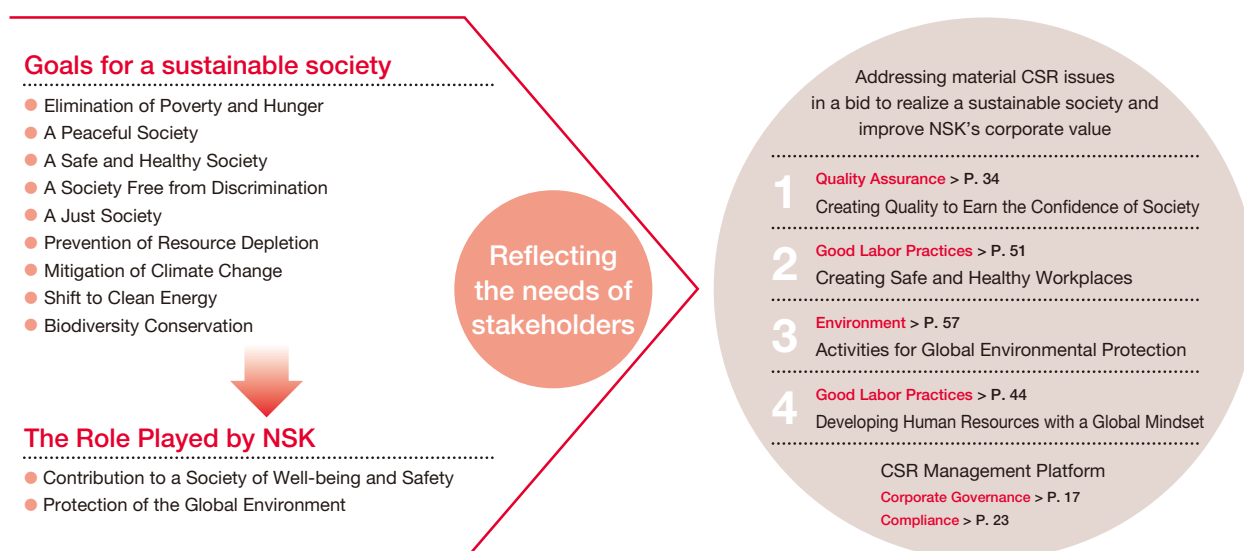 Goals for a sustainable society
Elimination of Poverty and Hunger
A Peaceful Society
A Safe and Healthy Society
A Society Free from Discrimination
A Just Society
Prevention of Resource Depletion
Mitigation of Climate Change
Shift to Clean Energy
Biodiversity Conservation
The Role Played by NSK
Contribution to a Society of Well-being and Safety
Protection of the Global Environment
Reflecting
the needs of
stakeholders
Addressing material CSR issues
in a bid to realize a sustainable society and
improve NSK's corporate value
1
Quality Assurance > P. 34
Creating Quality to Earn the Confidence of Society
2
Good Labor Practices > P. 51
Creating Safe and Healthy Workplaces
3
Environment > P. 57
Activities for Global Environmental Protection
4
Good Labor Practices > P. 44
Developing Human Resources with a Global Mindset
CSR Management Platform
Corporate Governance > P. 17
Compliance > P. 23